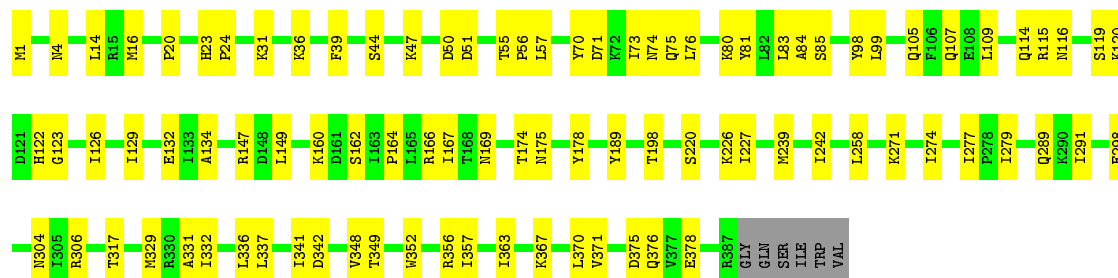 M1 N4 L14 R15 M16 P20 H23 P24 K31 K36 F39 S44 K47 D50 D51 T55 P56 L57 Y70 D71 K72 I73 N74 Q75 L76 K80 Y81 L82 L83 A84 S85 Y98 L99 Q105 F106 Q107 E108 L109 Q114 R115 N116 S119 K120
D121 H122 G123 I126 I129 E132 I133 A134 R147 D148 L149 K160 D161 S162 I163 P164 L165 R166 I167 T168 N169 T174 N175 Y178 Y189 T198 S220 K226 I227 M239 I242 L258 K271 I274 I277 P278 I279 Q289 K290 I291
N304 I305 R306 T317 M329 R330 A331 I332 L336 L337 I341 D342 V348 T349 W352 R356 I357 I363 K367 L370 V371 D375 Q376 V377 E378 R387 GLY GLN SER ILE TRP VAL